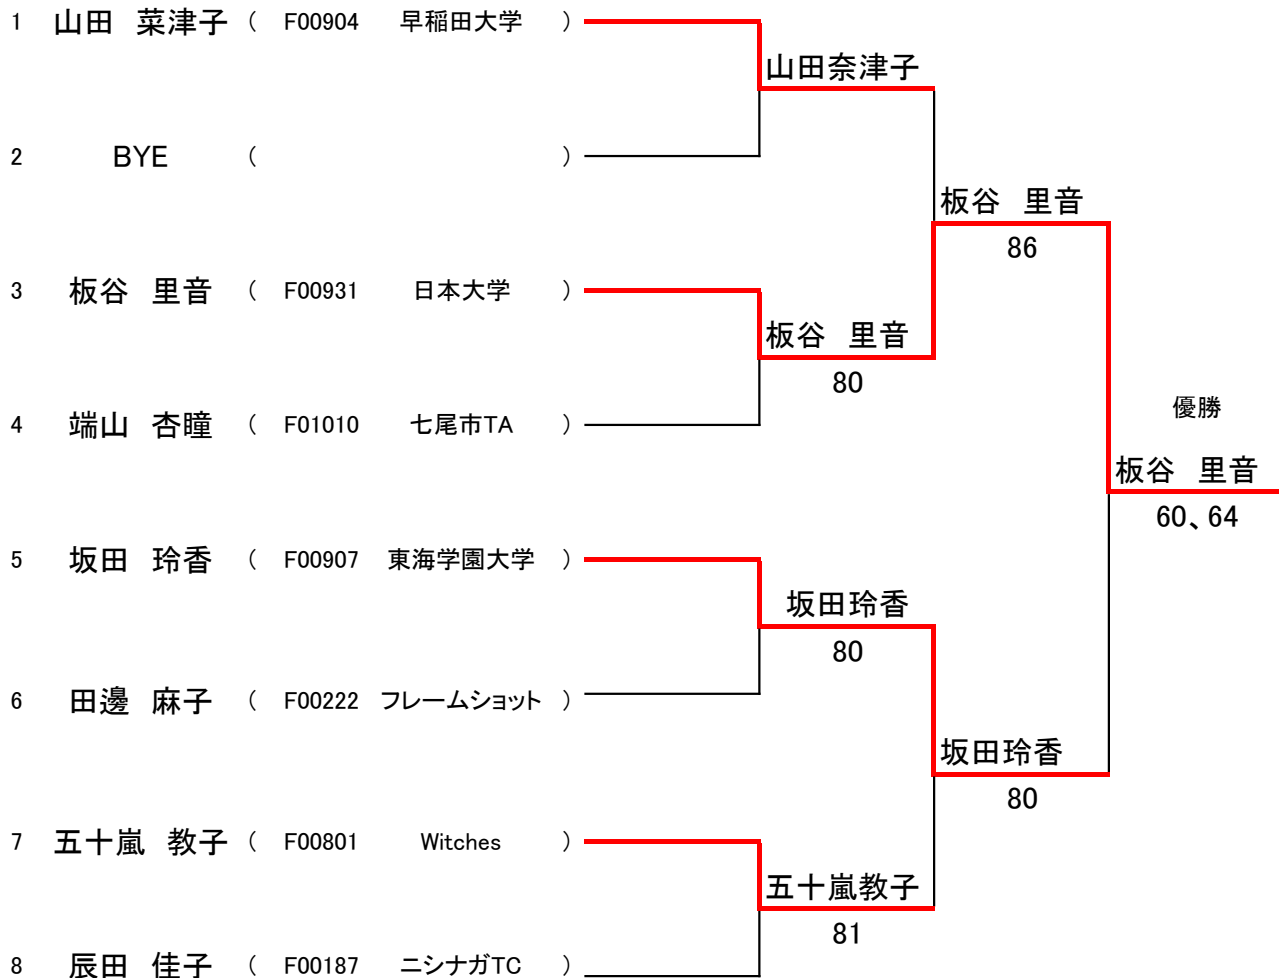 1 山田 菜津子 ( F00904 早稲田大学 )
山田奈津子
2 BYE ( )
板谷 里音
86
3 板谷 里音 ( F00931 日本大学 )
板谷 里音
80
4 端山 杏瞳 ( F01010 七尾市TA )
優勝
板谷 里音
60、64
5 坂田 玲香 ( F00907 東海学園大学 )
坂田玲香
80
6 田邊 麻子 ( F00222 フレームショット )
坂田玲香
80
7 五十嵐 教子 ( F00801 Witches )
五十嵐教子
81
8 辰田 佳子 ( F00187 ニシナガTC )